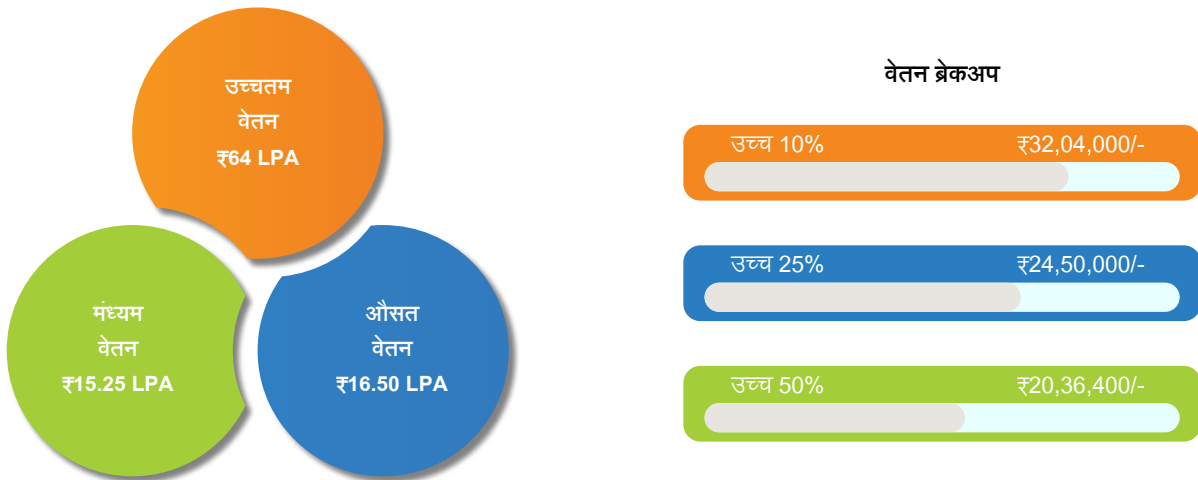 उच्चतम
वेतन
₹64 LPA
मंध्यम
वेतन
₹15.25 LPA
औसत
वेतन
₹16.50 LPA
वेतन ब्रेकअप
उच्च 10% ₹32,04,000/-
उच्च 25% ₹24,50,000/-
उच्च 50% ₹20,36,400/-